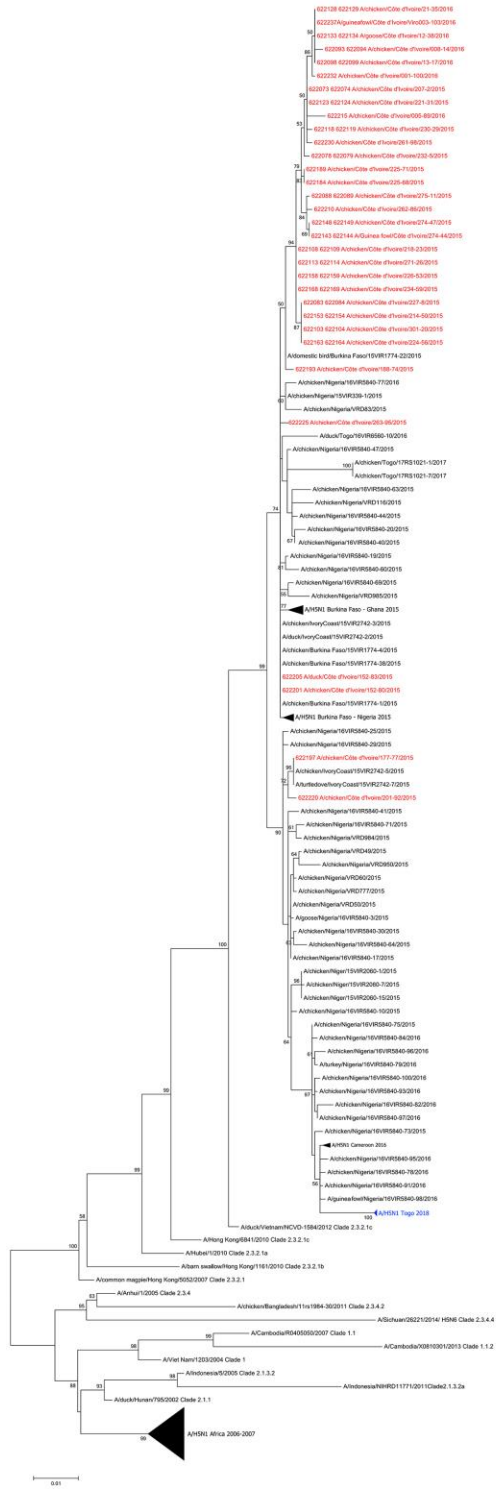 622128 622129 A/chicken/Côte d'Ivoire/21-35/2016
622237A/guineafowl/Côte d'Ivoire/Viro003-103/2016
622133 622134 A/goose/Côte d'Ivoire/12-38/2016
622093 622094 A/chicken/Côte d'Ivoire/008-14/2016
622098 622099 A/chicken/Côte d'Ivoire/13-17/2016
622232 A/chicken/Côte d'Ivoire/001-100/2016
622073 622074 A/chicken/Côte d'Ivoire/207-2/2015
622123 622124 A/chicken/Côte d'Ivoire/221-31/2015
622215 A/chicken/Côte d'Ivoire/005-89/2016
622118 622119 A/chicken/Côte d'Ivoire/230-29/2015
622230 A/chicken/Côte d'Ivoire/261-98/2015
622078 622079 A/chicken/Côte d'Ivoire/232-5/2015
622189 A/chicken/Côte d'Ivoire/225-71/2015
622184 A/chicken/Côte d'Ivoire/225-68/2015
622088 622089 A/chicken/Côte d'Ivoire/275-11/2015
622210 A/chicken/Côte d'Ivoire/262-86/2015
622148 622149 A/chicken/Côte d'Ivoire/274-47/2015
622143 622144 A/Guinea fowl/Côte d'Ivoire/274-44/2015
622108 622109 A/chicken/Côte d'Ivoire/218-23/2015
622113 622114 A/chicken/Côte d'Ivoire/271-26/2015
622158 622159 A/chicken/Côte d'Ivoire/226-53/2015
622168 622169 A/chicken/Côte d'Ivoire/234-59/2015
622083 622084 A/chicken/Côte d'Ivoire/227-8/2015
622153 622154 A/chicken/Côte d'Ivoire/214-50/2015
622103 622104 A/chicken/Côte d'Ivoire/301-20/2015
622163 622164 A/chicken/Côte d'Ivoire/224-56/2015
A/domestic bird/Burkina Faso/15VIR1774-22/2015
622193 A/chicken/Côte d'Ivoire/188-74/2015
A/chicken/Nigeria/16VIR5840-77/2016
A/chicken/Nigeria/15VIR339-1/2015
A/chicken/Nigeria/VRD83/2015
622225 A/chicken/Côte d'Ivoire/263-95/2015
A/duck/Togo/16VIR6560-10/2016
A/chicken/Nigeria/16VIR5840-47/2015
A/chicken/Togo/17RS1021-1/2017
A/chicken/Togo/17RS1021-7/2017
A/chicken/Nigeria/16VIR5840-63/2015
A/chicken/Nigeria/VRD116/2015
A/chicken/Nigeria/16VIR5840-44/2015
A/chicken/Nigeria/16VIR5840-20/2015
A/chicken/Nigeria/16VIR5840-40/2015
A/chicken/Nigeria/16VIR5840-19/2015
A/chicken/Nigeria/16VIR5840-60/2015
A/chicken/Nigeria/16VIR5840-69/2015
A/chicken/Nigeria/VRD985/2015
A/H5N1 Burkina Faso - Ghana 2015
A/chicken/IvoryCoast/15VIR2742-3/2015
A/duck/IvoryCoast/15VIR2742-2/2015
A/chicken/Burkina Faso/15VIR1774-4/2015
A/chicken/Burkina Faso/15VIR1774-38/2015
622205 A/duck/Côte d'Ivoire/152-83/2015
622201 A/chicken/Côte d'Ivoire/152-80/2015
A/chicken/Burkina Faso/15VIR1774-1/2015
A/H5N1 Burkina Faso - Nigeria 2015
A/chicken/Nigeria/16VIR5840-25/2015
A/chicken/Nigeria/16VIR5840-29/2015
622197 A/chicken/Côte d'Ivoire/177-77/2015
A/chicken/IvoryCoast/15VIR2742-5/2015
A/turtledove/IvoryCoast/15VIR2742-7/2015
622220 A/chicken/Côte d'Ivoire/201-92/2015
A/chicken/Nigeria/16VIR5840-41/2015
A/chicken/Nigeria/16VIR5840-71/2015
A/chicken/Nigeria/VRD984/2015
A/chicken/Nigeria/VRD49/2015
A/chicken/Nigeria/VRD950/2015
A/chicken/Nigeria/VRD60/2015
A/chicken/Nigeria/VRD777/2015
A/chicken/Nigeria/VRD50/2015
A/goose/Nigeria/16VIR5840-3/2015
A/chicken/Nigeria/16VIR5840-30/2015
A/chicken/Nigeria/16VIR5840-64/2015
A/chicken/Nigeria/16VIR5840-17/2015
A/chicken/Niger/15VIR2060-1/2015
A/chicken/Niger/15VIR2060-7/2015
A/chicken/Niger/15VIR2060-15/2015
A/chicken/Nigeria/16VIR5840-10/2015
A/chicken/Nigeria/16VIR5840-75/2015
A/chicken/Nigeria/16VIR5840-84/2016
A/chicken/Nigeria/16VIR5840-96/2016
A/turkey/Nigeria/16VIR5840-79/2016
A/chicken/Nigeria/16VIR5840-100/2016
A/chicken/Nigeria/16VIR5840-93/2016
A/chicken/Nigeria/16VIR5840-82/2016
A/chicken/Nigeria/16VIR5840-97/2016
A/chicken/Nigeria/16VIR5840-73/2015
A/H5N1 Cameroon 2016
A/chicken/Nigeria/16VIR5840-95/2016
A/chicken/Nigeria/16VIR5840-78/2016
A/chicken/Nigeria/16VIR5840-91/2016
A/guineafowl/Nigeria/16VIR5840-98/2016
A/H5N1 Togo 2018
A/duck/Vietnam/NCVD-1584/2012 Clade 2.3.2.1c
A/Hong Kong/6841/2010 Clade 2.3.2.1c
A/Hubei/1/2010 Clade 2.3.2.1a
A/barn swallow/Hong Kong/1161/2010 Clade 2.3.2.1b
A/common magpie/Hong Kong/5052/2007 Clade 2.3.2.1
A/Anhui/1/2005 Clade 2.3.4
A/chicken/Bangladesh/11rs1984-30/2011 Clade 2.3.4.2
A/Sichuan/26221/2014/ H5N6 Clade 2.3.4.4
A/Cambodia/R0405050/2007 Clade 1.1
A/Cambodia/X0810301/2013 Clade 1.1.2
A/Viet Nam/1203/2004 Clade 1
A/Indonesia/5/2005 Clade 2.1.3.2
A/Indonesia/NIHRD11771/2011Clade2.1.3.2a
A/duck/Hunan/795/2002 Clade 2.1.1
A/H5N1 Africa 2006-2007
0.01